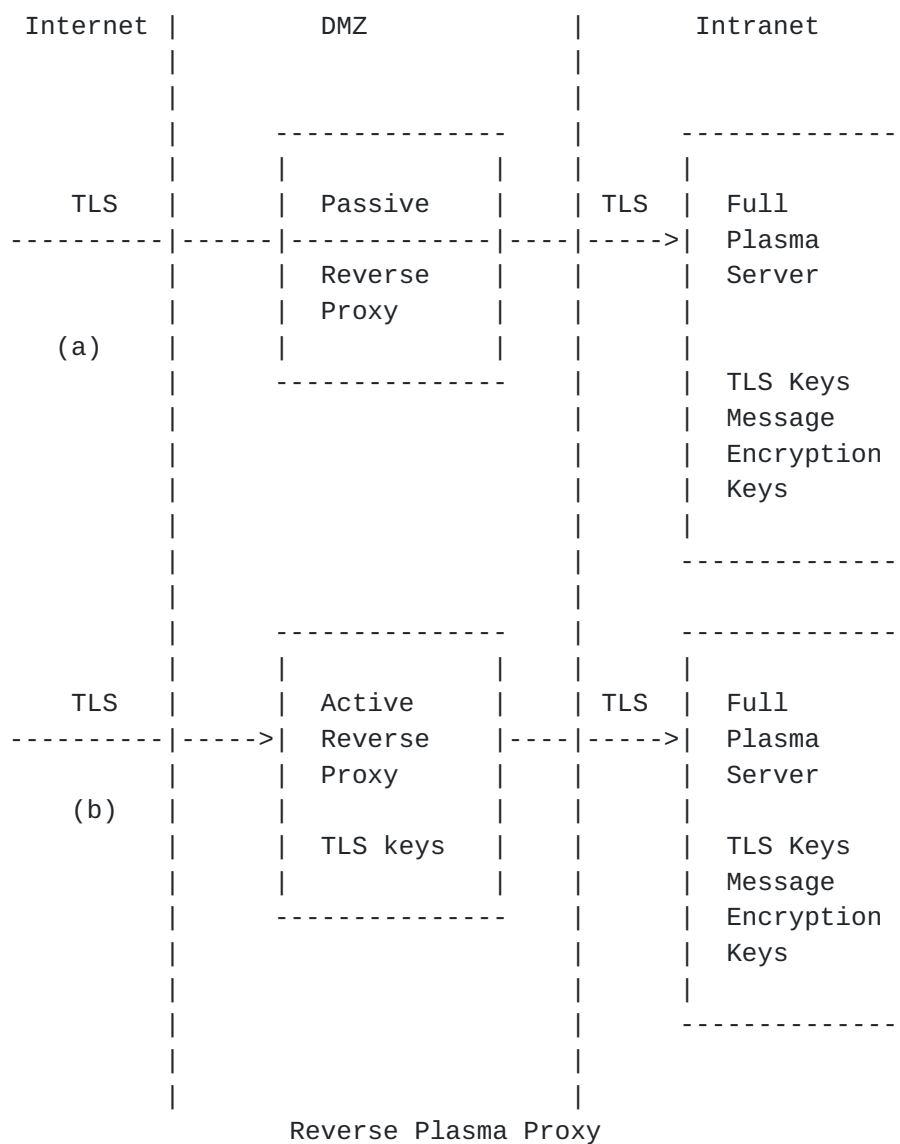 Internet | DMZ | Intranet
TLS | Passive | TLS | Full
Plasma
Reverse Server
Proxy
(a)
TLS Keys
Message
Encryption
Keys
TLS | Active | TLS | Full
Reverse Plasma
Proxy Server
(b)
TLS keys TLS Keys
Message
Encryption
Keys
Reverse Plasma Proxy